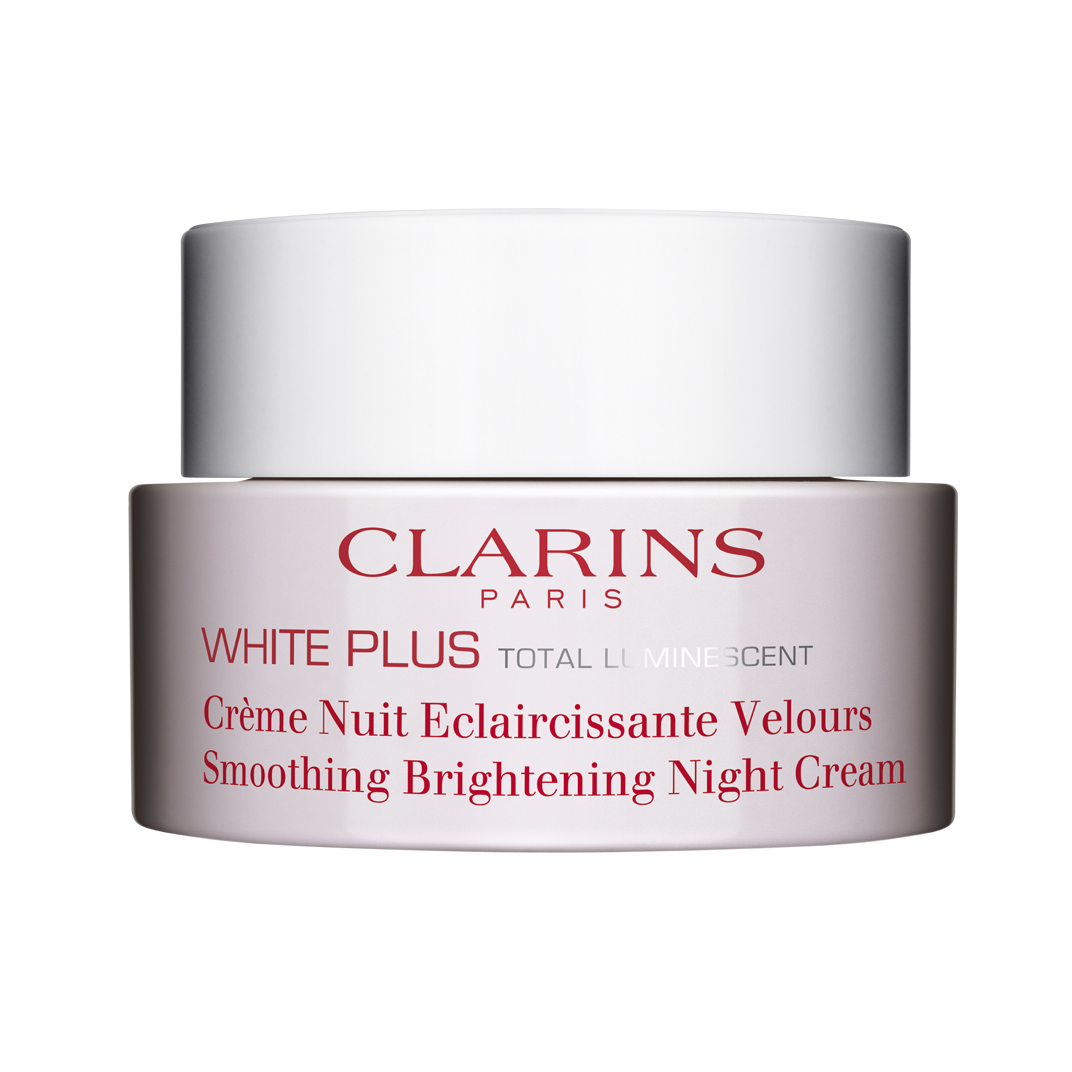 CLARINS
PARIS
WHITE PLUS TOTAL LUMINESCENT
Crème Nuit Eclaircissante Velours
Smoothing Brightening Night Cream